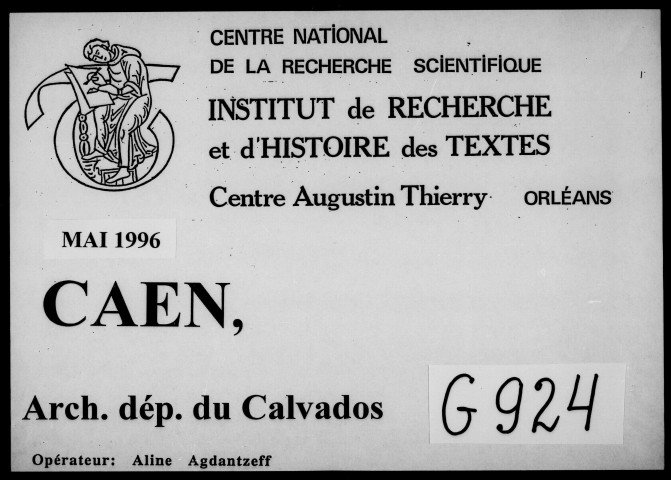 CENTRE NATIONAL
DE LA RECHERCHE SCIENTIFIQUE
INSTITUT de RECHERCHE
et d'HISTOIRE des TEXTES
Centre Augustin Thierry ORLÉANS
MAI 1996
CAEN,
Arch. dép. du Calvados
G 924
Opérateur: Aline Agdantzeff